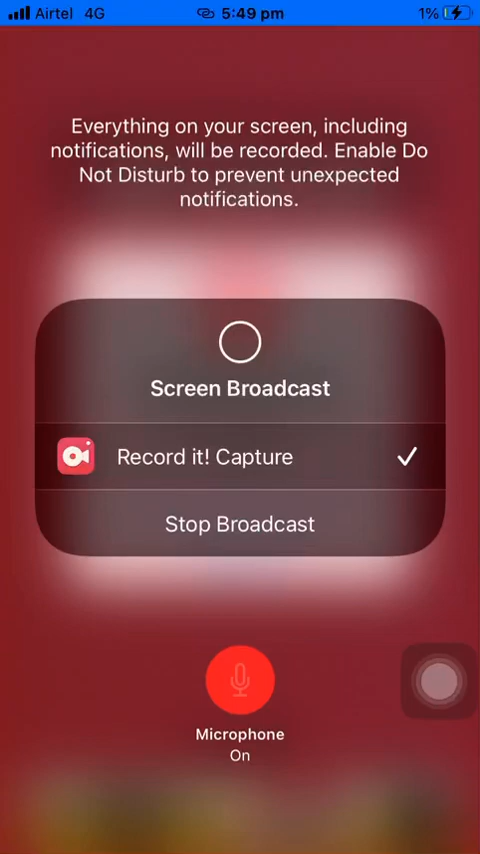 Airtel 4G 5:49 pm 1%
Everything on your screen, including
notifications, will be recorded. Enable Do
Not Disturb to prevent unexpected
notifications.
Screen Broadcast
Record it! Capture
Stop Broadcast
Microphone
On